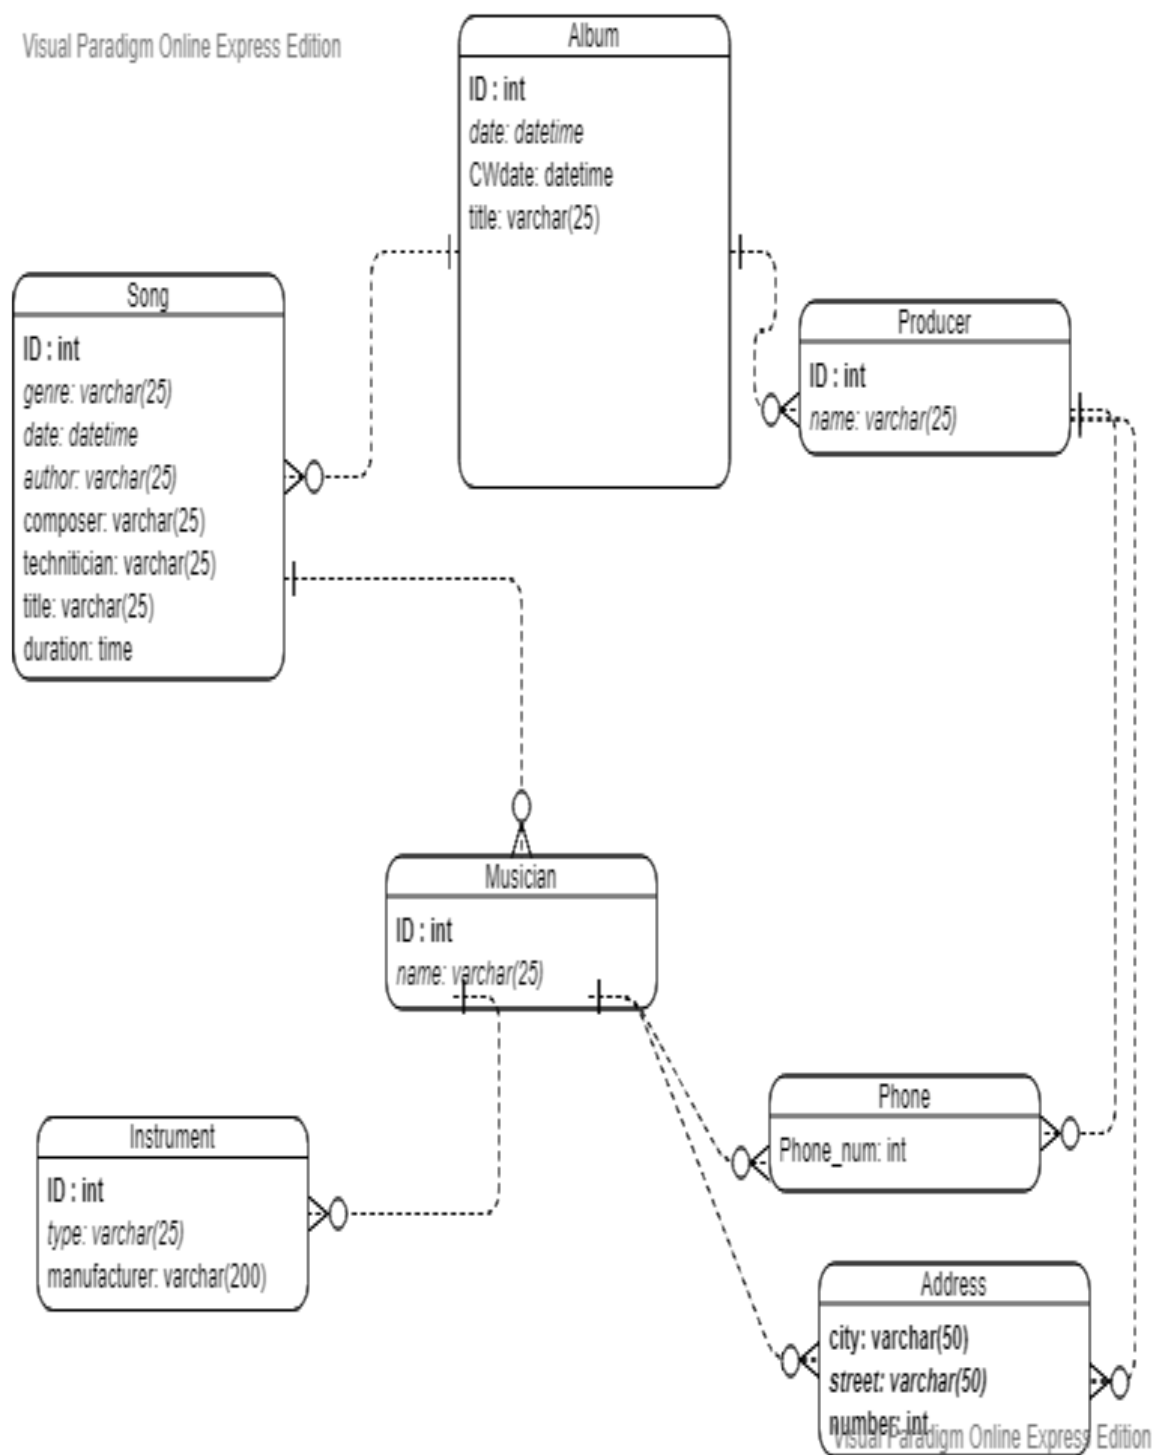 Visual Paradigm Online Express Edition
Album
ID : int
date: datetime
CWdate: datetime
title: varchar(25)
Song
ID : int
genre: varchar(25)
date: datetime
author: varchar(25)
composer: varchar(25)
technitician: varchar(25)
title: varchar(25)
duration: time
Producer
ID : int
name: varchar(25)
Musician
ID : int
name: varchar(25)
Instrument
ID : int
type: varchar(25)
manufacturer: varchar(200)
Phone
Phone_num: int
Address
city: varchar(50)
street: varchar(50)
number: int
Visual Paradigm Online Express Edition